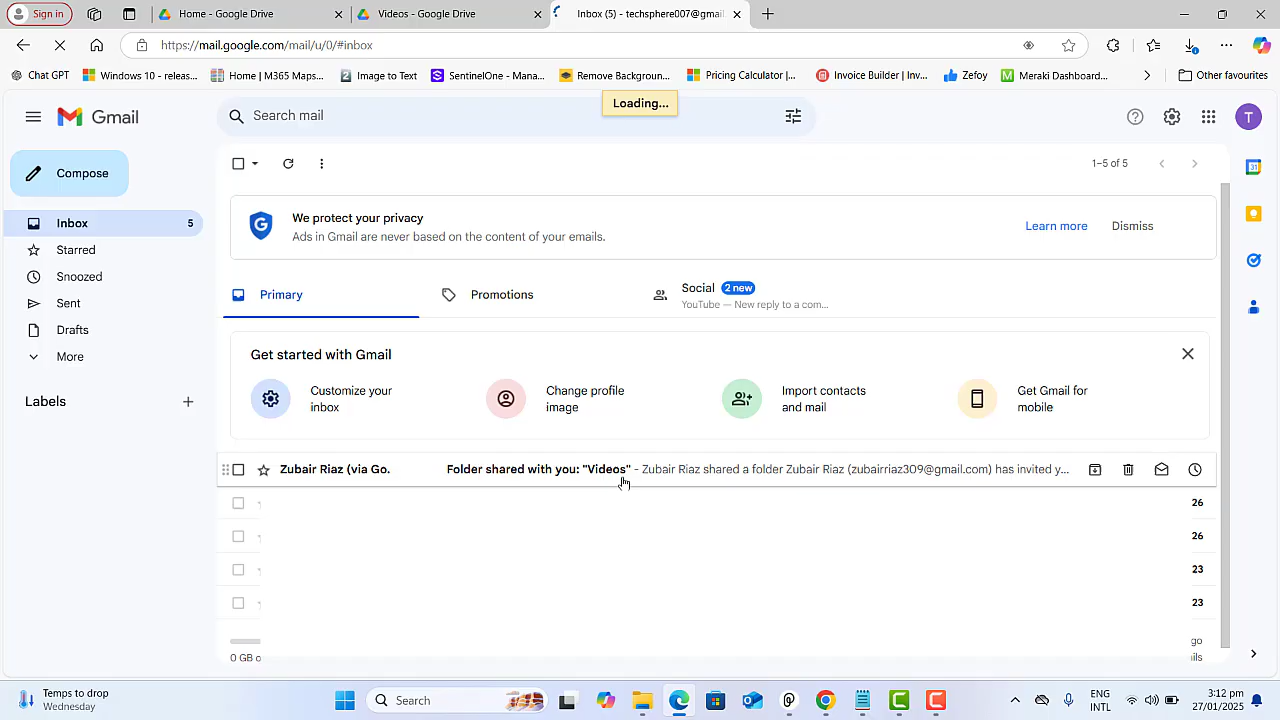 Sign in
Home - Google Drive
Videos - Google Drive
Inbox (5) - techsphere007@gmai
https://mail.google.com/mail/u/0/#inbox
Chat GPT
Windows 10 - releas...
Home | M365 Maps...
Image to Text
SentinelOne - Mana...
Remove Backgroun...
Pricing Calculator |...
Invoice Builder | Inv...
Zefoy
Meraki Dashboard...
Other favourites
Loading...
Gmail
Search mail
T
Compose
1–5 of 5
Inbox 5
Starred
Snoozed
Sent
Drafts
More
Labels
We protect your privacy
Ads in Gmail are never based on the content of your emails.
Learn more
Dismiss
Primary
Promotions
Social 2 new
YouTube — New reply to a com...
Get started with Gmail
Customize your
inbox
Change profile
image
Import contacts
and mail
Get Gmail for
mobile
Zubair Riaz (via Go. Folder shared with you: "Videos" - Zubair Riaz shared a folder Zubair Riaz (zubairriaz309@gmail.com) has invited y...
26
26
23
23
0 GB
Temps to drop
Wednesday
Search
ENG
INTL
3:12 pm
27/01/2025